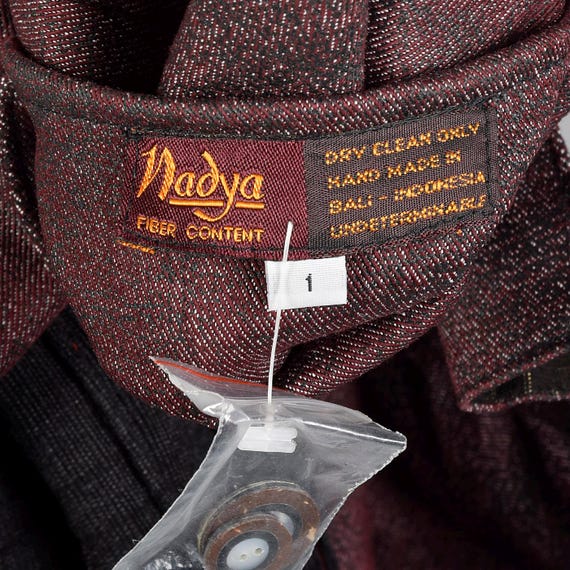 Nadya
FIBER CONTENT
DRY CLEAN ONLY
HAND MADE IN
BALI - INDONESIA
UNDETERMINABLE
1